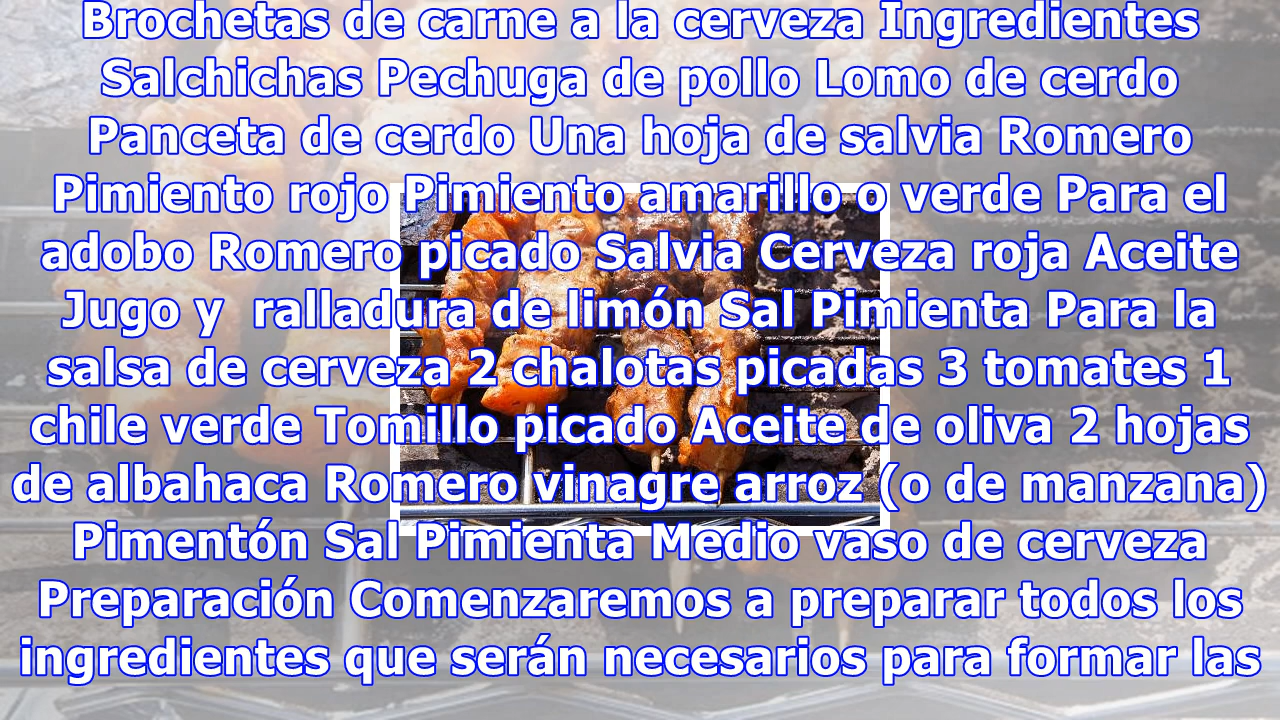 Brochetas de carne a la cerveza Ingredientes
Salchichas Pechuga de pollo Lomo de cerdo
Panceta de cerdo Una hoja de salvia Romero
Pimiento rojo Pimiento amarillo o verde Para el
adobo Romero picado Salvia Cerveza roja Aceite
Jugo y  ralladura de limón Sal Pimienta Para la
salsa de cerveza 2 chalotas picadas 3 tomates 1
chile verde Tomillo picado Aceite de oliva 2 hojas
de albahaca Romero vinagre arroz (o de manzana)
Pimentón Sal Pimienta Medio vaso de cerveza
Preparación Comenzaremos a preparar todos los
ingredientes que serán necesarios para formar las